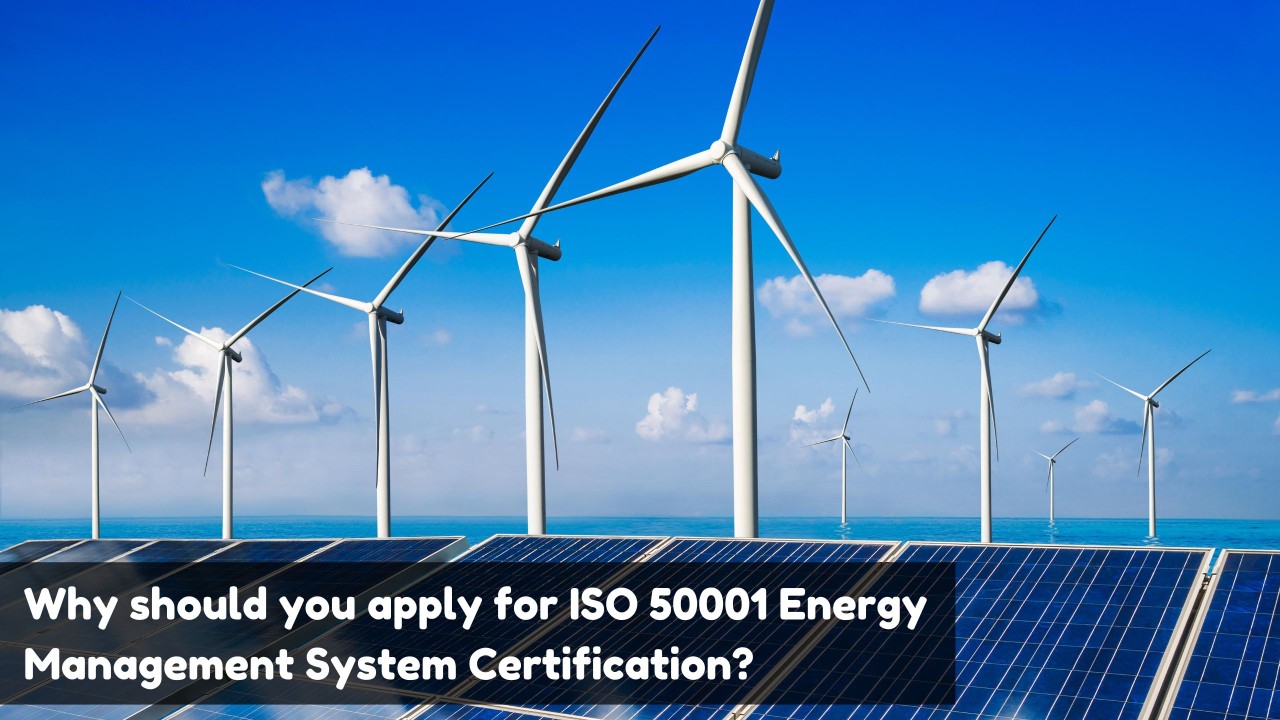 Why should you apply for ISO 50001 Energy
Management System Certification?